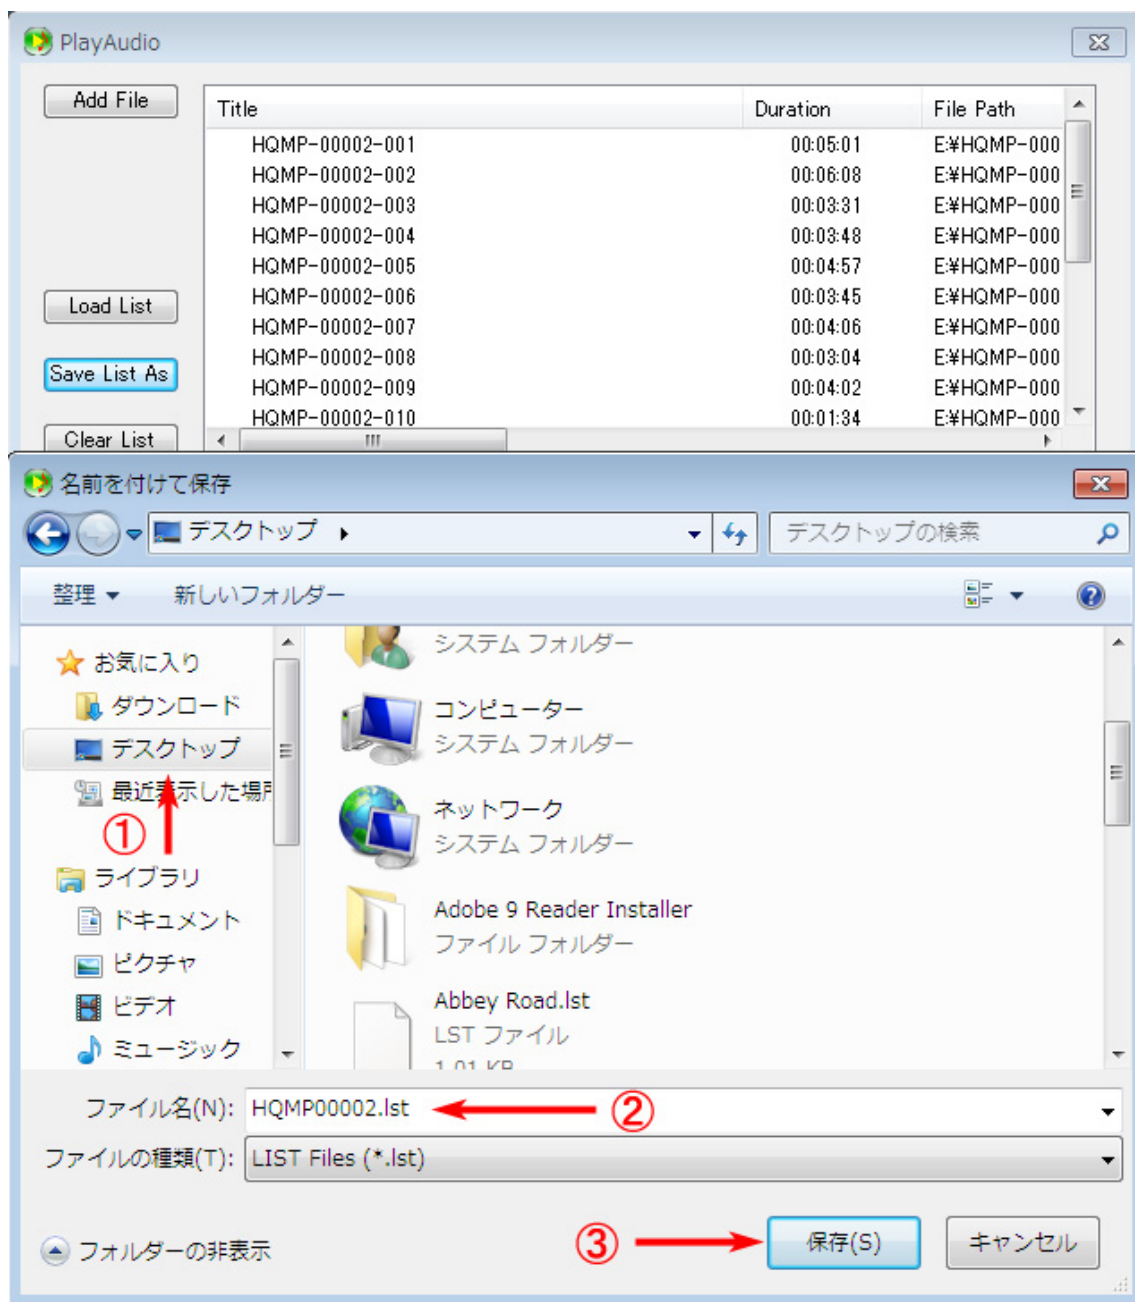 PlayAudio
Add File
Load List
Save List As
Clear List
Title Duration File Path
HQMP-00002-001 00:05:01 E:¥HQMP-000
HQMP-00002-002 00:06:08 E:¥HQMP-000
HQMP-00002-003 00:03:31 E:¥HQMP-000
HQMP-00002-004 00:03:48 E:¥HQMP-000
HQMP-00002-005 00:04:57 E:¥HQMP-000
HQMP-00002-006 00:03:45 E:¥HQMP-000
HQMP-00002-007 00:04:06 E:¥HQMP-000
HQMP-00002-008 00:03:04 E:¥HQMP-000
HQMP-00002-009 00:04:02 E:¥HQMP-000
HQMP-00002-010 00:01:34 E:¥HQMP-000
名前を付けて保存
デスクトップ
デスクトップの検索
整理 新しいフォルダー
お気に入り
ダウンロード
デスクトップ
最近表示した場所
①
ライブラリ
ドキュメント
ピクチャ
ビデオ
ミュージック
システム フォルダー
コンピューター
システム フォルダー
ネットワーク
システム フォルダー
Adobe 9 Reader Installer
ファイル フォルダー
Abbey Road.lst
LST ファイル
1.01 KB
ファイル名(N): HQMP00002.lst ②
ファイルの種類(T): LIST Files (*.lst)
フォルダーの非表示
③ 保存(S) キャンセル